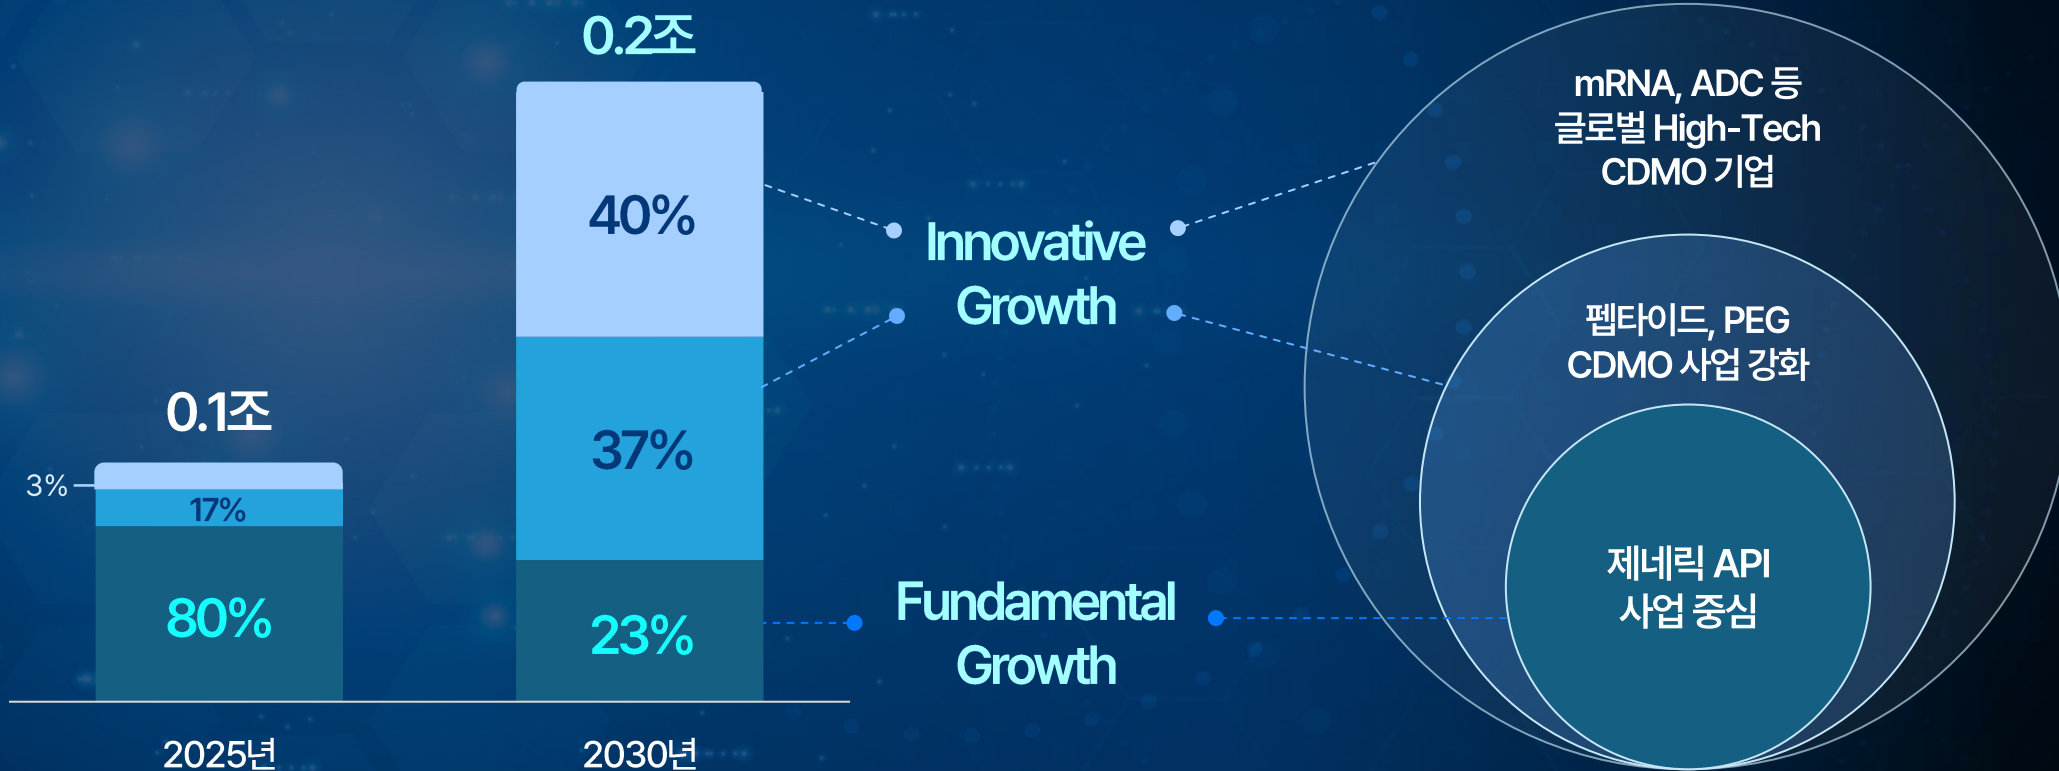 0.1조
3%
17%
80%
2025년
0.2조
40%
37%
23%
2030년
Innovative
Growth
Fundamental
Growth
mRNA, ADC 등
글로벌 High-Tech
CDMO 기업
펩타이드, PEG
CDMO 사업 강화
제네릭 API
사업 중심